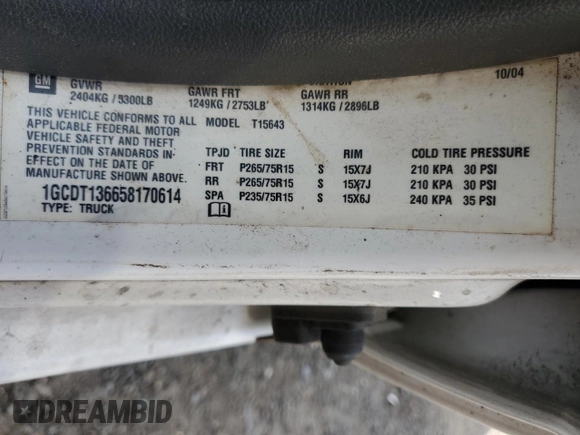 GM
GVWR
2404KG / 5300LB
GAWR FRT
1249KG / 2753LB
GAWR RR
1314KG / 2896LB
10/04
THIS VEHICLE CONFORMS TO ALL
APPLICABLE FEDERAL MOTOR
VEHICLE SAFETY AND THEFT
PREVENTION STANDARDS IN
EFFECT ON THE DATE OF
MANUFACTURE SHOWN ABOVE.
1GCDT136658170614
TYPE: TRUCK
MODEL T15643
TPJD TIRE SIZE RIM COLD TIRE PRESSURE
FRT P265/75R15 S 15X7J 210 KPA 30 PSI
RR P265/75R15 S 15X7J 210 KPA 30 PSI
SPA P235/75R15 S 15X6J 240 KPA 35 PSI
DREAMBID